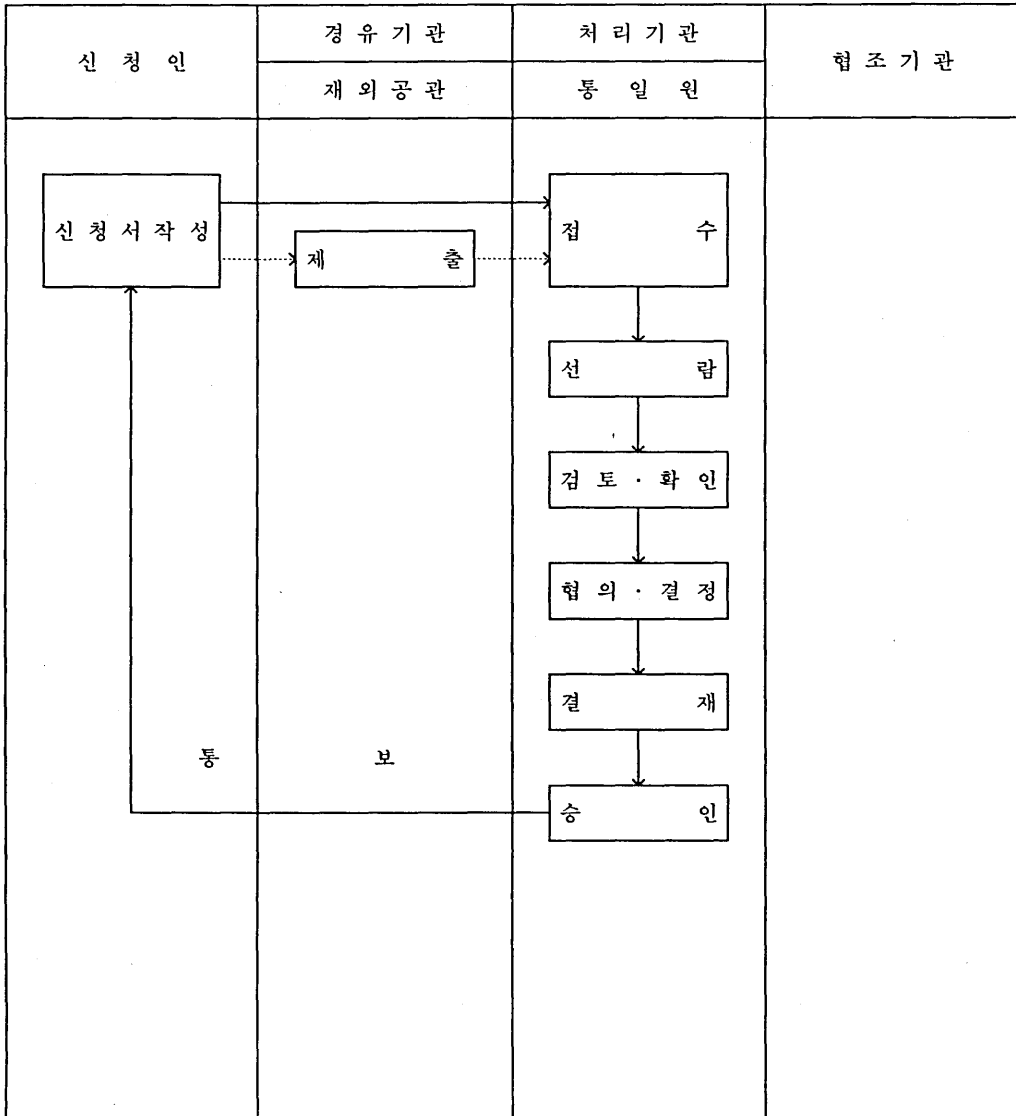 신 청 인
경 유 기 관
처 리 기 관
협 조 기 관
재 외 공 관
통 일 원
신 청 서 작 성
접 수
제 출
선 람
검 토 · 확 인
협 의 · 결 정
결 재
통 보
승 인